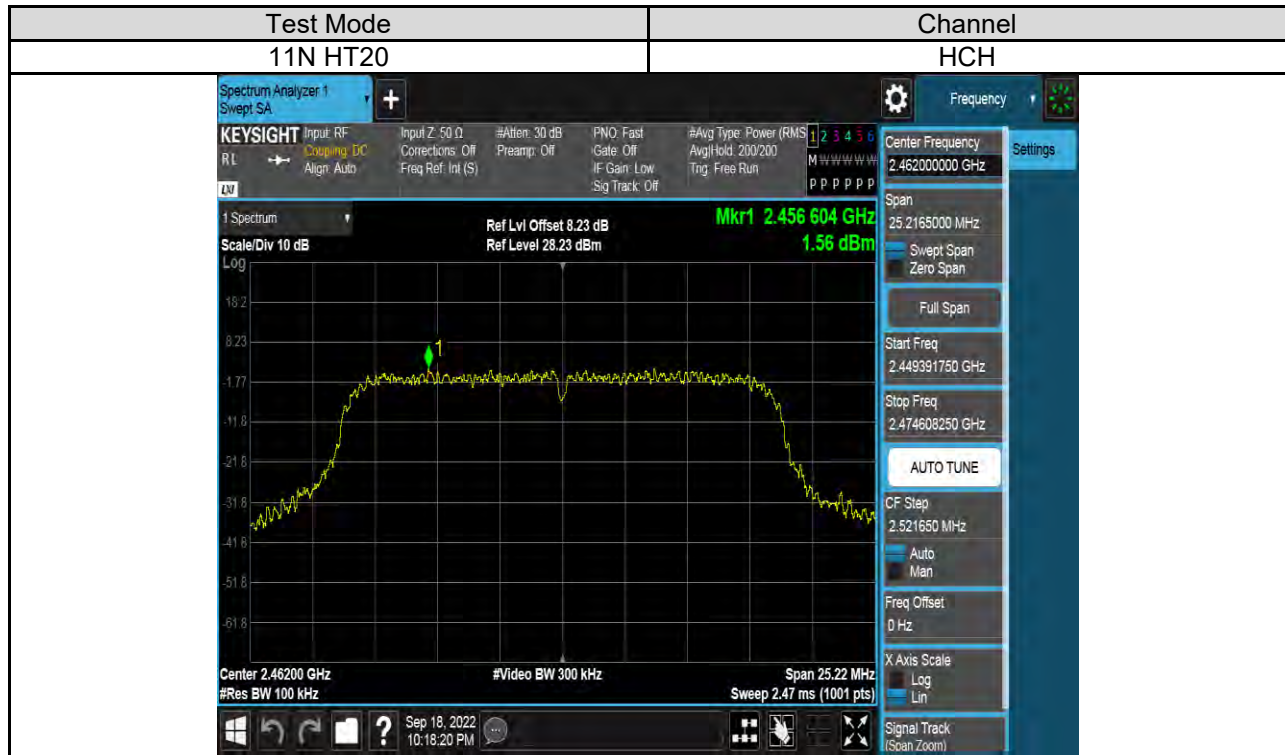 Test Mode Channel
11N HT20 HCH
Spectrum Analyzer 1
Swept SA
+
Frequency
KEYSIGHT
RL
LXI
Input: RF
Coupling: DC
Align: Auto
Input Z: 50 Ω
Corrections: Off
Freq Ref: Int (S)
#Atten: 30 dB
Preamp: Off
PNO: Fast
Gate: Off
IF Gain: Low
Sig Track: Off
#Avg Type: Power (RMS
Avg|Hold: 200/200
Trig: Free Run
1 2 3 4 5 6
M W W W W W
P P P P P P
Center Frequency
2.462000000 GHz
Settings
1 Spectrum
Scale/Div 10 dB
Ref Lvl Offset 8.23 dB
Ref Level 28.23 dBm
Mkr1 2.456 604 GHz
1.56 dBm
Span
25.2165000 MHz
Swept Span
Zero Span
Full Span
Start Freq
2.449391750 GHz
Stop Freq
2.474608250 GHz
AUTO TUNE
CF Step
2.521650 MHz
Auto
Man
Freq Offset
0 Hz
X Axis Scale
Log
Lin
Signal Track
(Span Zoom)
Log
18.2
8.23
1
-1.77
-11.8
-21.8
-31.8
-41.8
-51.8
-61.8
Center 2.46200 GHz
#Res BW 100 kHz
#Video BW 300 kHz
Span 25.22 MHz
Sweep 2.47 ms (1001 pts)
?
Sep 18, 2022
10:18:20 PM